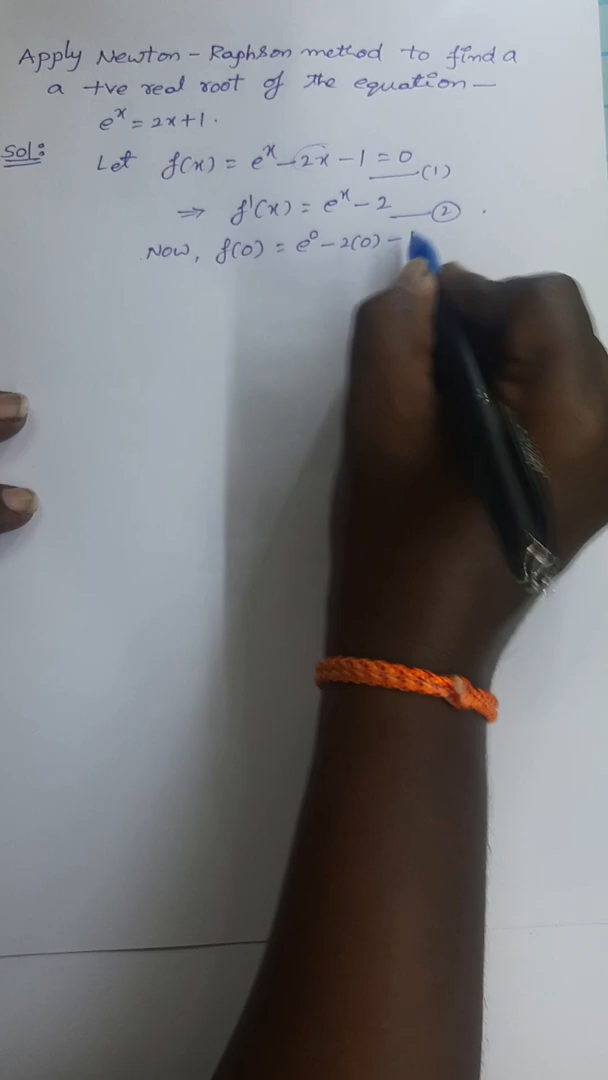 Apply Newton-Raphson method to find a
a +ve real root of the equation—
e^x = 2x+1.
Sol:
Let f(x) = e^x - 2x - 1 = 0 —(1)
⇒ f'(x) = e^x - 2 —②.
Now, f(0) = e^0 - 2(0) -